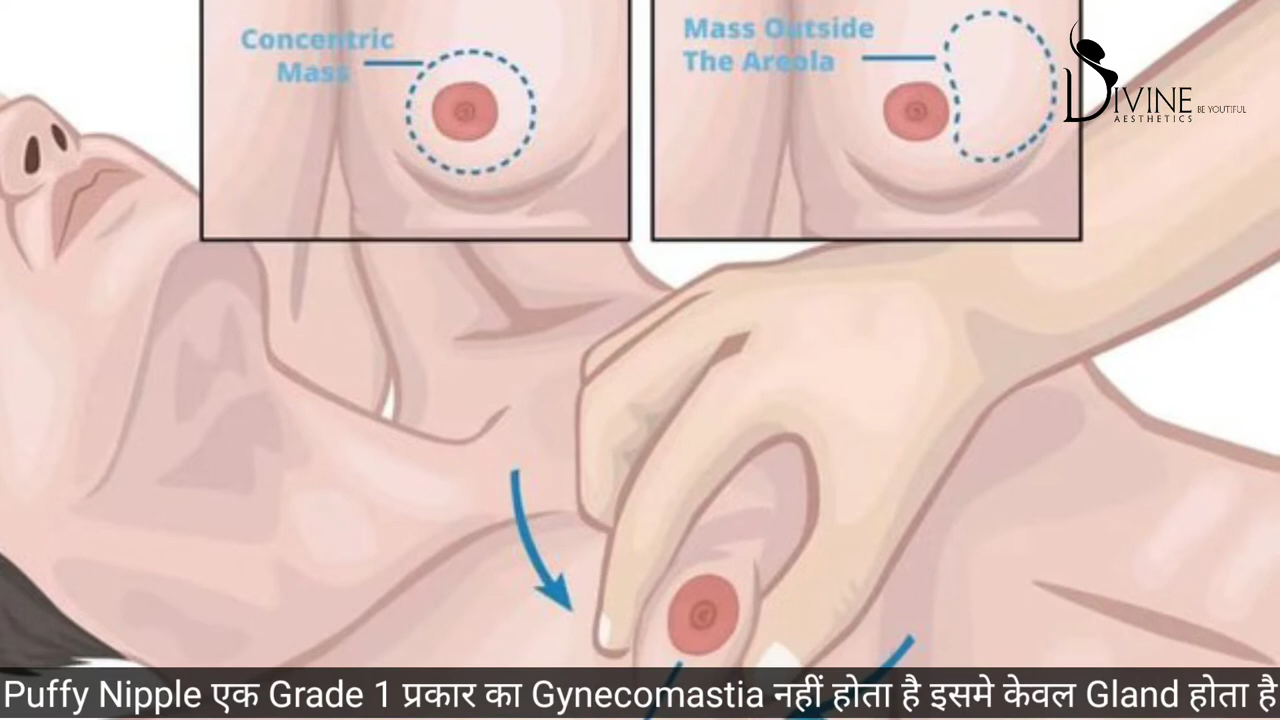 Concentric
Mass
Mass Outside
The Areola
DIVINE
BE YOUTIFUL
AESTHETICS
Puffy Nipple एक Grade 1 प्रकार का Gynecomastia नहीं होता है इसमे केवल Gland होता है